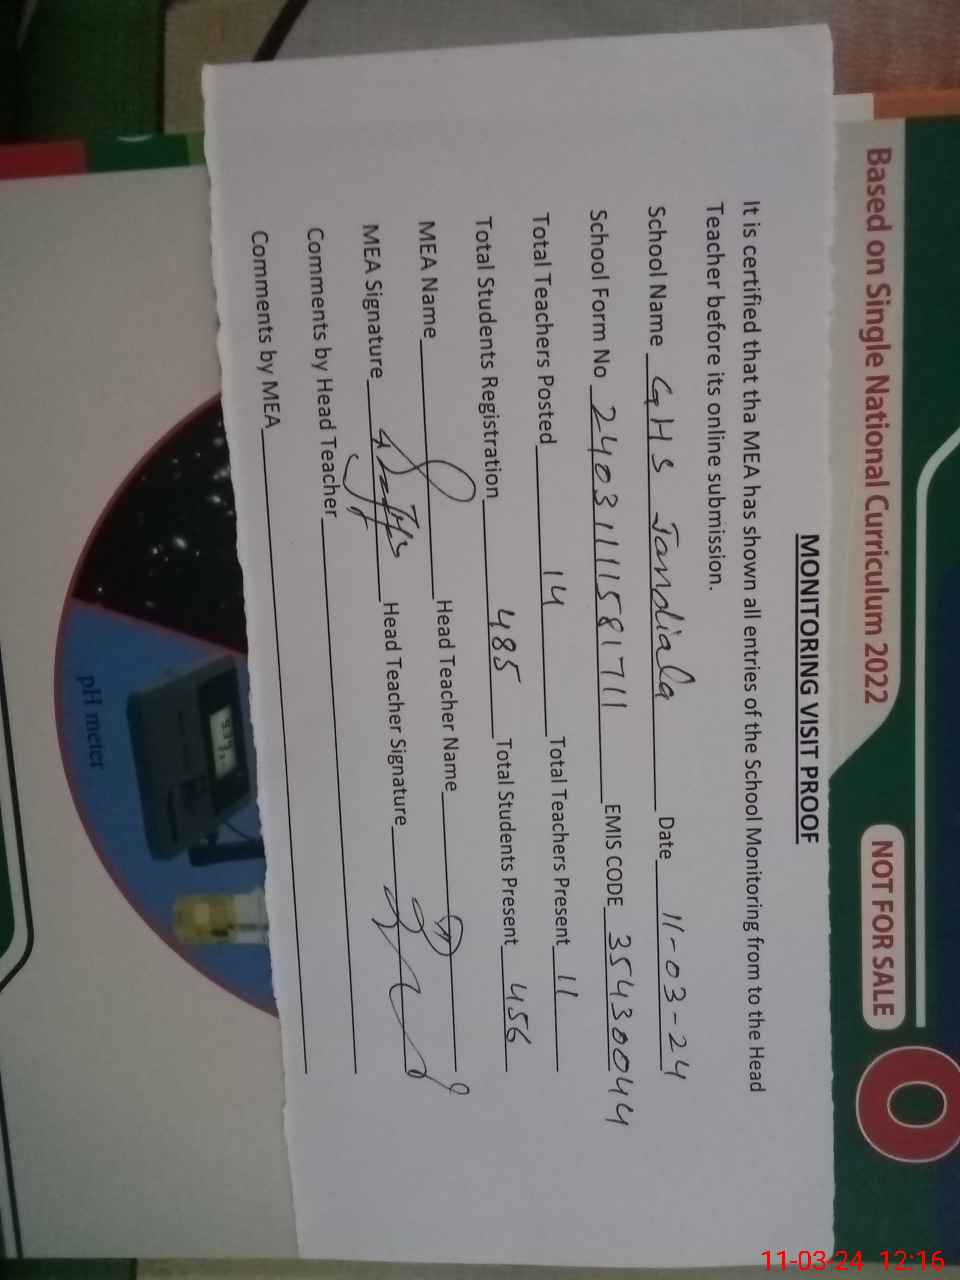 Based on Single National Curriculum 2022
NOT FOR SALE
MONITORING VISIT PROOF
It is certified that tha MEA has shown all entries of the School Monitoring from to the Head
Teacher before its online submission.
School Name GHS Jandiala Date 11-03-24
School Form No 2403111581711 EMIS CODE 35430044
Total Teachers Posted 14 Total Teachers Present 11
Total Students Registration 485 Total Students Present 456
MEA Name Head Teacher Name
MEA Signature Head Teacher Signature
Comments by Head Teacher
Comments by MEA
pH meter
11-03-24 12:16